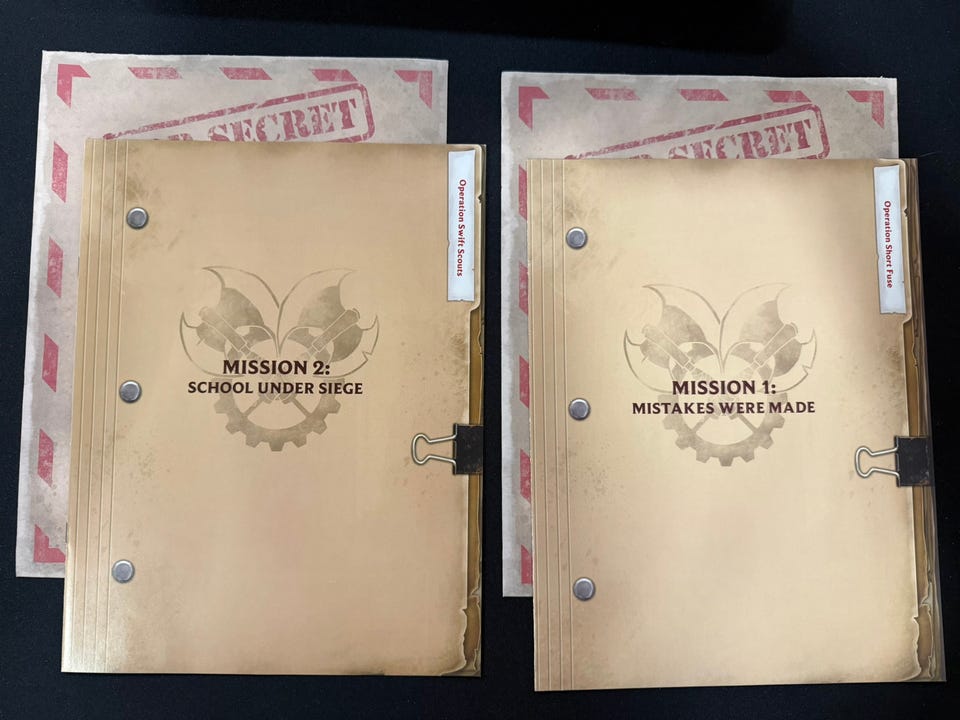 SECRET
Operation Swift Scouts
MISSION 2:
SCHOOL UNDER SIEGE
SECRET
Operation Short Fuse
MISSION 1:
MISTAKES WERE MADE